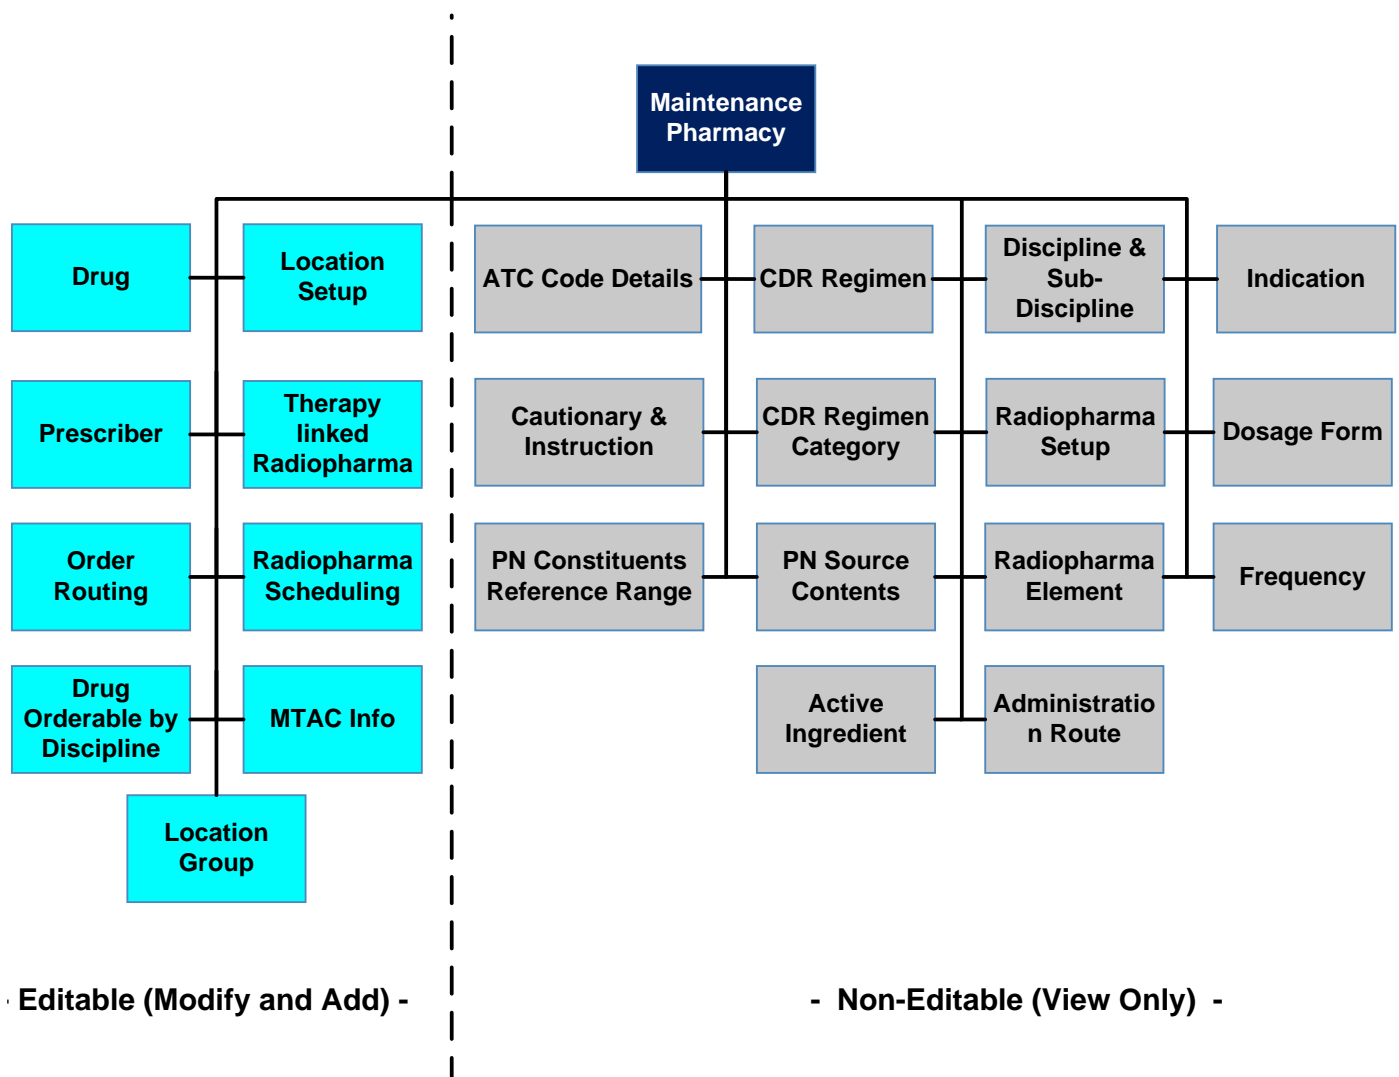 Maintenance
Pharmacy
Drug
Location
Setup
ATC Code Details
CDR Regimen
Discipline &
Sub-
Discipline
Indication
Prescriber
Therapy
linked
Radiopharma
Cautionary &
Instruction
CDR Regimen
Category
Radiopharma
Setup
Dosage Form
Order
Routing
Radiopharma
Scheduling
PN Constituents
Reference Range
PN Source
Contents
Radiopharma
Element
Frequency
Drug
Orderable by
Discipline
MTAC Info
Active
Ingredient
Administratio
n Route
Location
Group
- Editable (Modify and Add) -
- Non-Editable (View Only) -